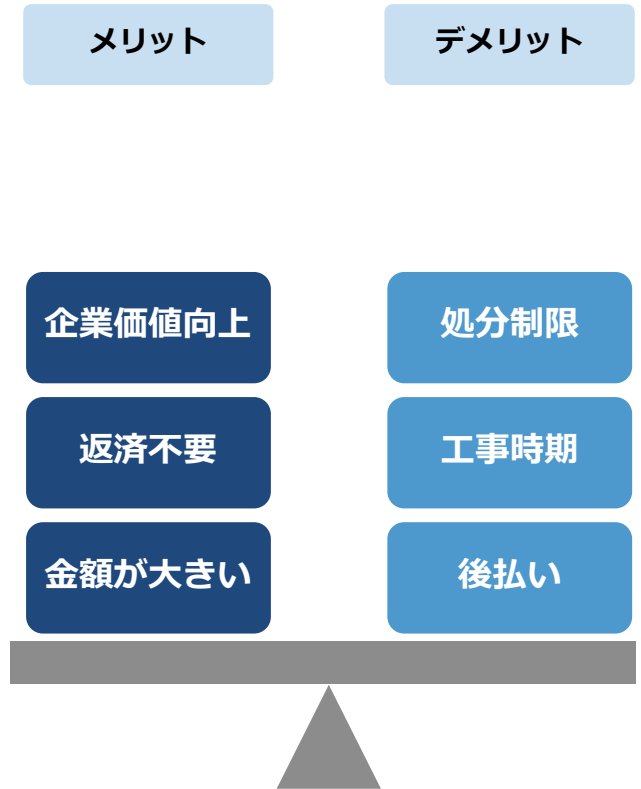 メリット
デメリット
企業価値向上
処分制限
返済不要
工事時期
金額が大きい
後払い